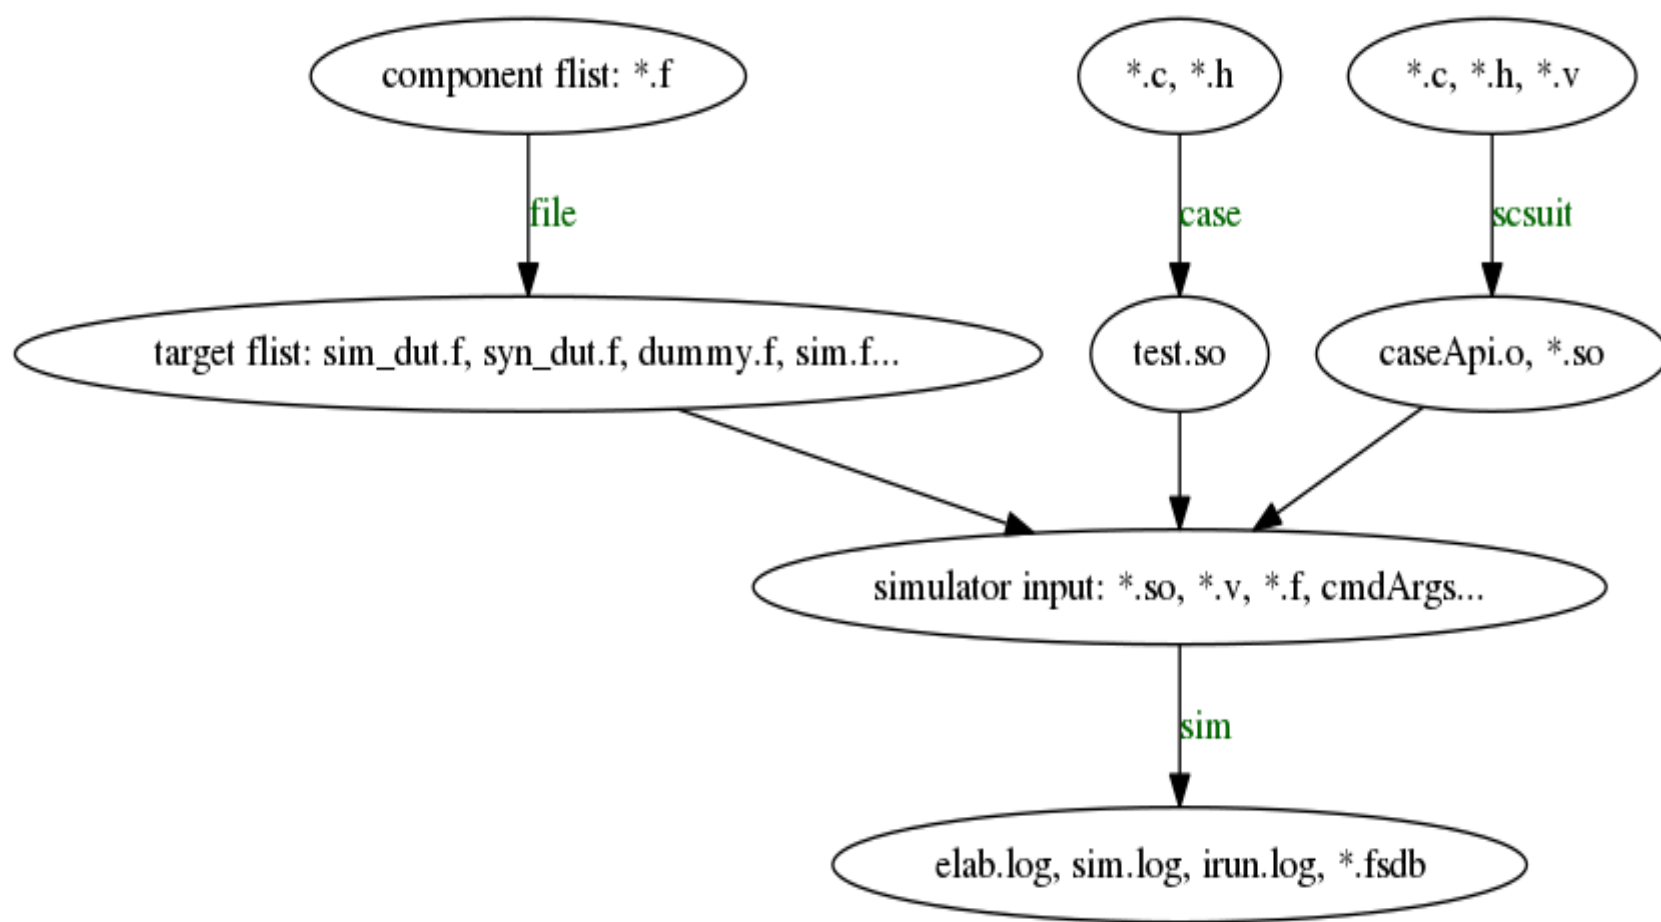 component flist: *.f
*.c, *.h
*.c, *.h, *.v
file
case
scsuit
target flist: sim_dut.f, syn_dut.f, dummy.f, sim.f...
test.so
caseApi.o, *.so
simulator input: *.so, *.v, *.f, cmdArgs...
sim
elab.log, sim.log, irun.log, *.fsdb